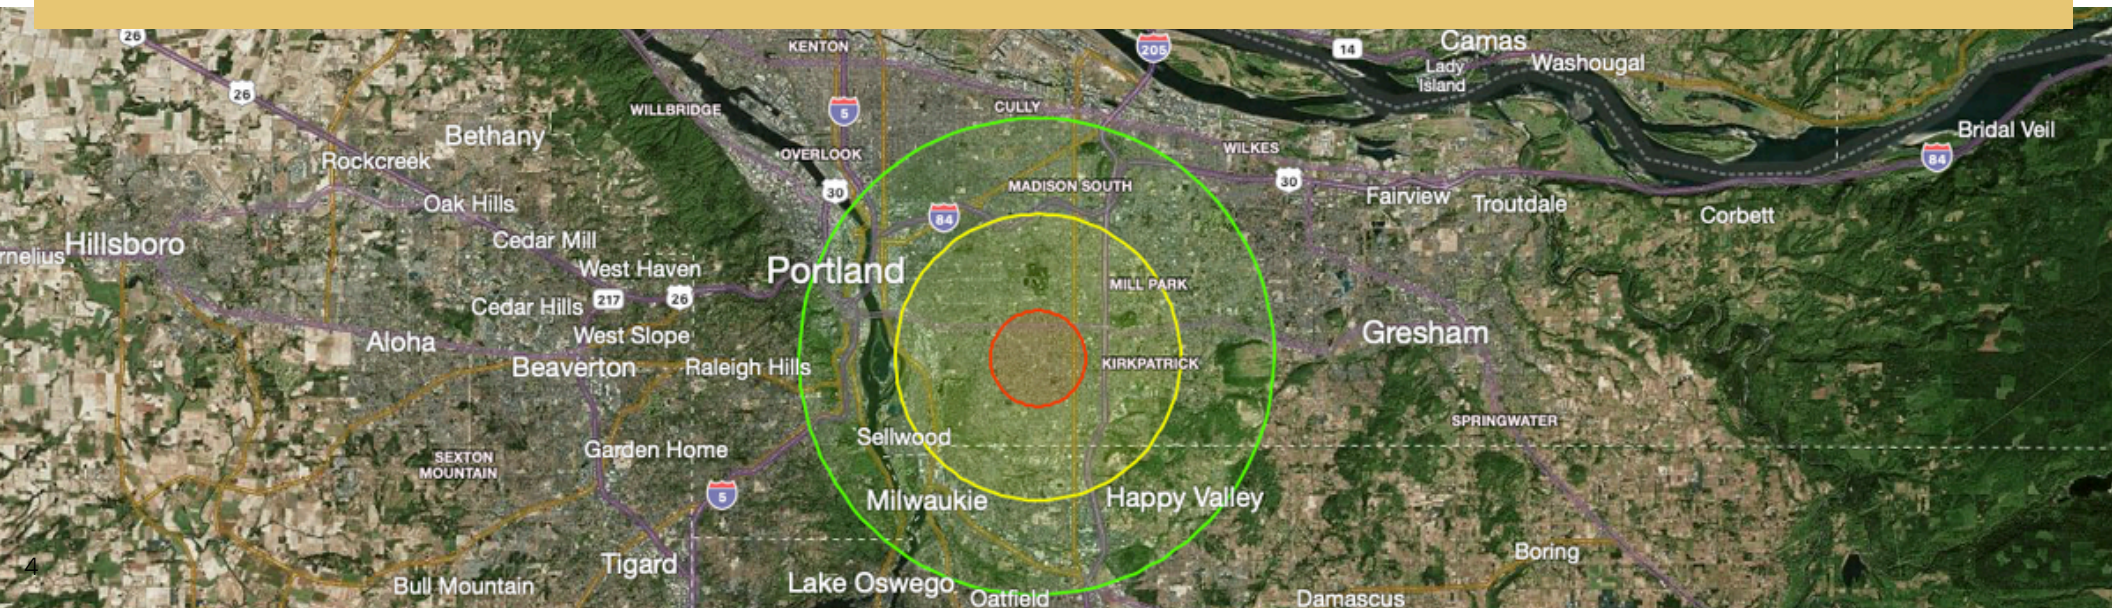 26
KENTON
205
14
Camas
Lady
Island
Washougal
26
WILLBRIDGE
5
CULLY
Bethany
Rockcreek
OVERLOOK
WILKES
Bridal Veil
84
30
MADISON SOUTH
30
Fairview
Troutdale
Oak Hills
84
Corbett
rnelius
Hillsboro
Cedar Mill
West Haven
Portland
MILL PARK
Cedar Hills
217
26
Aloha
West Slope
Gresham
Beaverton
Raleigh Hills
KIRKPATRICK
SPRINGWATER
Sellwood
Garden Home
SEXTON
MOUNTAIN
5
Milwaukie
Happy Valley
4
Tigard
Boring
Bull Mountain
Lake Oswego
Oatfield
Damascus